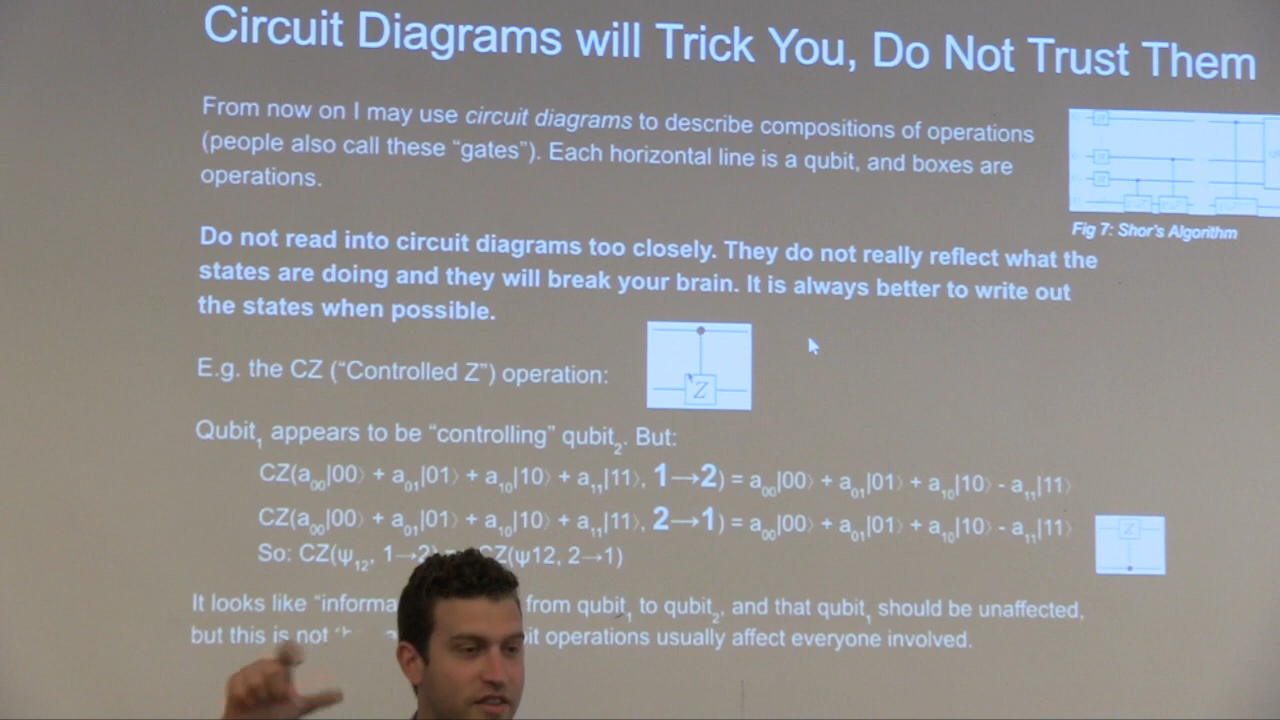 Circuit Diagrams will Trick You, Do Not Trust Them
From now on I may use circuit diagrams to describe compositions of operations
(people also call these “gates”). Each horizontal line is a qubit, and boxes are
operations.
Fig 7: Shor's Algorithm
Do not read into circuit diagrams too closely. They do not really reflect what the
states are doing and they will break your brain. It is always better to write out
the states when possible.
E.g. the CZ (“Controlled Z”) operation:
Z
Qubit₁ appears to be “controlling” qubit₂. But:
CZ(a₀₀|00⟩ + a₀₁|01⟩ + a₁₀|10⟩ + a₁₁|11⟩, 1→2) = a₀₀|00⟩ + a₀₁|01⟩ + a₁₀|10⟩ - a₁₁|11⟩
CZ(a₀₀|00⟩ + a₀₁|01⟩ + a₁₀|10⟩ + a₁₁|11⟩, 2→1) = a₀₀|00⟩ + a₀₁|01⟩ + a₁₀|10⟩ - a₁₁|11⟩
Z
So: CZ(ψ₁₂, 1→2) CZ(ψ12, 2→1)
It looks like “informa from qubit₁ to qubit₂, and that qubit₁ should be unaffected,
but this is not operations usually affect everyone involved.